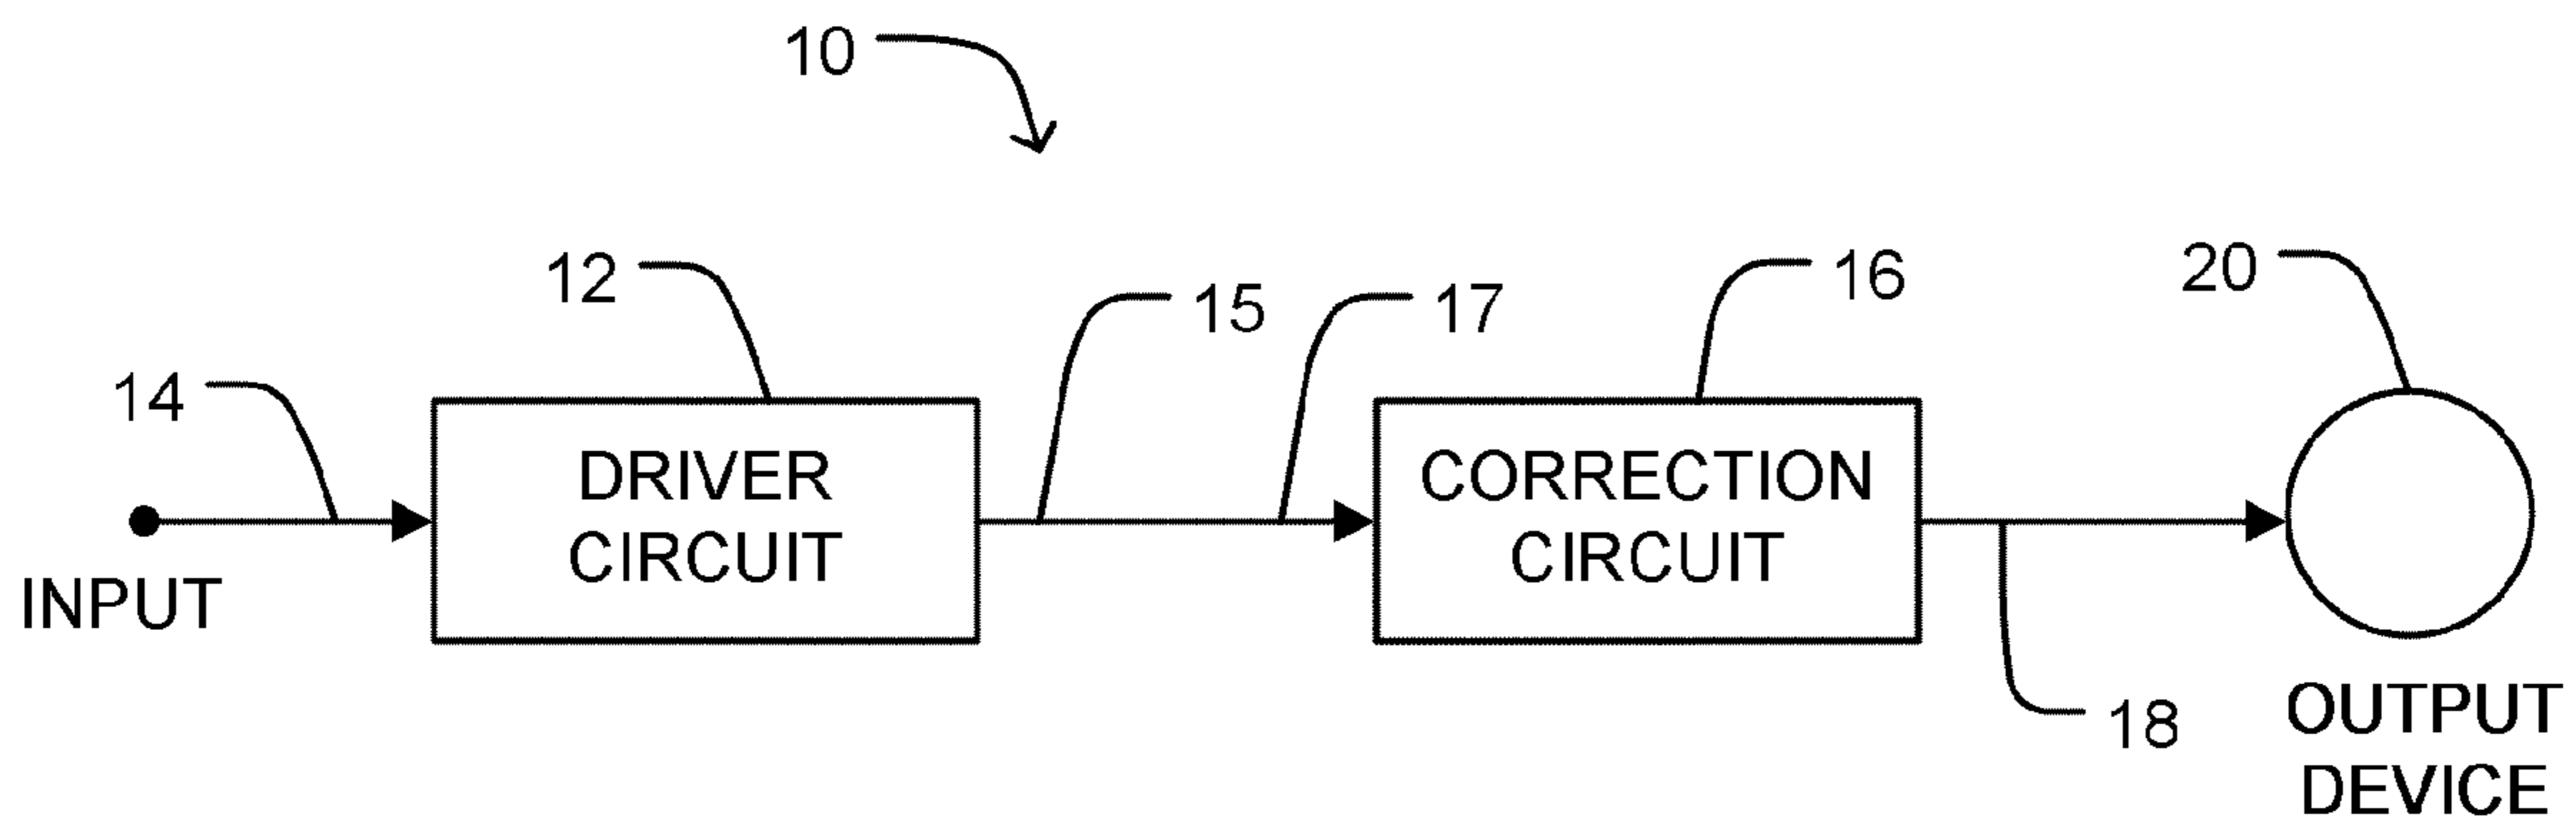 10
12
15
17
16
20
14
DRIVER
CIRCUIT
CORRECTION
CIRCUIT
INPUT
18
OUTPUT
DEVICE